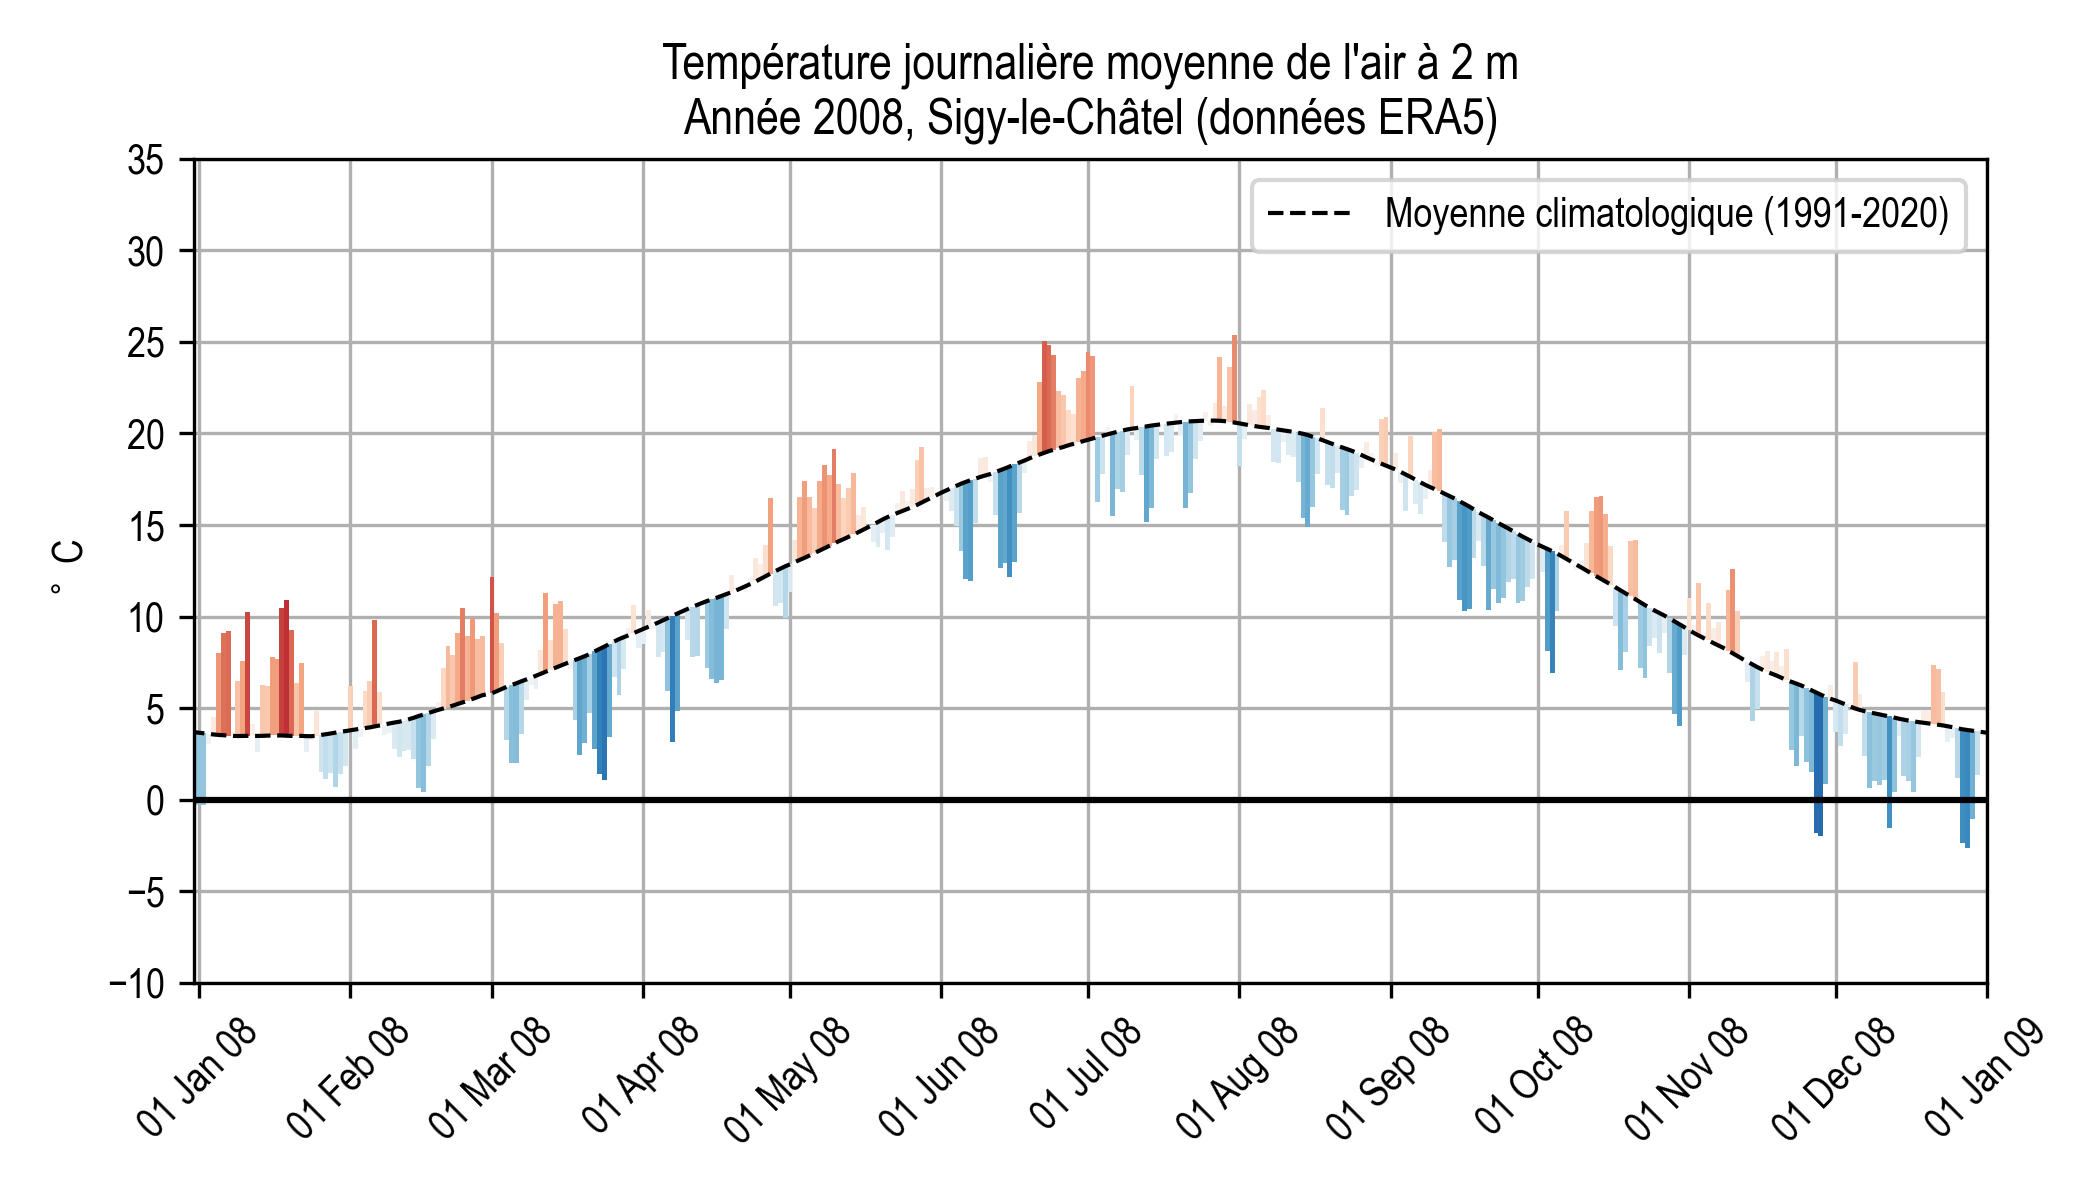 Température journalière moyenne de l'air à 2 m
Année 2008, Sigy-le-Châtel (données ERA5)
Moyenne climatologique (1991-2020)
° C
35
30
25
20
15
10
5
0
−5
−10
01 Jan 08
01 Feb 08
01 Mar 08
01 Apr 08
01 May 08
01 Jun 08
01 Jul 08
01 Aug 08
01 Sep 08
01 Oct 08
01 Nov 08
01 Dec 08
01 Jan 09